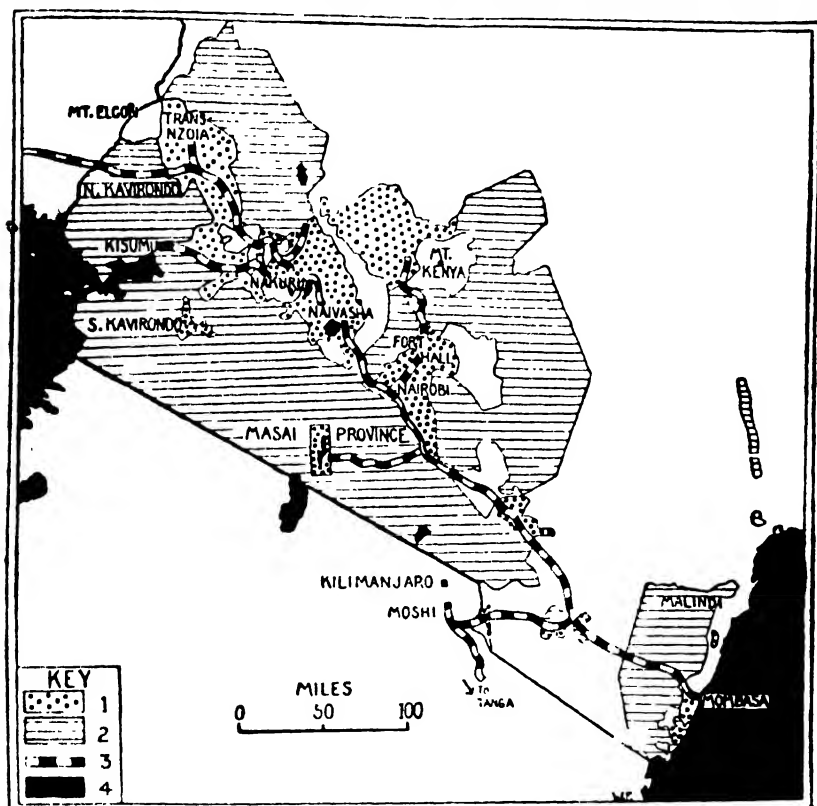 MT. ELGON
TRANS-
NZOIA
N. KAVIRONDO
KISUMU
MT.
KENYA
NAKURU
NAIVASHA
S. KAVIRONDO
FORT
HALL
NAIROBI
MASAI PROVINCE
KILIMANJARO
MOSHI
MALINDI
TO
TANGA
MOMBASA
KEY
1
2
3
4
MILES
0 50 100